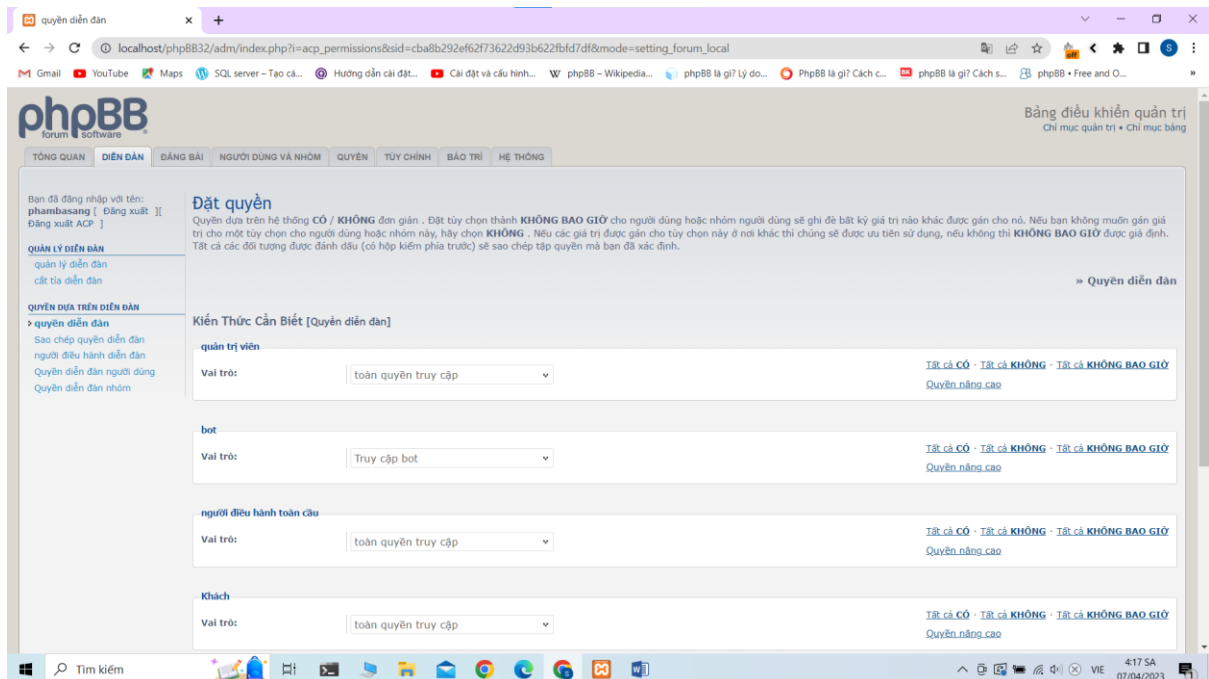 quyền diễn đàn
localhost/phpBB32/adm/index.php?i=acp_permissions&sid=cba8b292ef62f73622d93b622fbfd7df&mode=setting_forum_local
Gmail YouTube Maps SQL server – Tạo cá... Hướng dẫn cài đặt... Cài đặt và cấu hình... phpBB – Wikipedia... phpBB là gì? Lý do... PhpBB là gì? Cách c... phpBB là gì? Cách s... phpBB • Free and O... »
phpBB
forum software
Bảng điều khiển quản trị
Chỉ mục quản trị • Chỉ mục bảng
TỔNG QUAN DIỄN ĐÀN ĐĂNG BÀI NGƯỜI DÙNG VÀ NHÓM QUYỀN TÙY CHỈNH BẢO TRÌ HỆ THỐNG
Bạn đã đăng nhập với tên:
phambasang [ Đăng xuất ][
Đăng xuất ACP ]
QUẢN LÝ DIỄN ĐÀN
quản lý diễn đàn
cắt tỉa diễn đàn
QUYỀN DỰA TRÊN DIỄN ĐÀN
quyền diễn đàn
Sao chép quyền diễn đàn
người điều hành diễn đàn
Quyền diễn đàn người dùng
Quyền diễn đàn nhóm
Đặt quyền
Quyền dựa trên hệ thống CÓ / KHÔNG đơn giản . Đặt tùy chọn thành KHÔNG BAO GIỜ cho người dùng hoặc nhóm người dùng sẽ ghi đè bất kỳ giá trị nào khác được gán cho nó. Nếu bạn không muốn gán giá
trị cho một tùy chọn cho người dùng hoặc nhóm này, hãy chọn KHÔNG . Nếu các giá trị được gán cho tùy chọn này ở nơi khác thì chúng sẽ được ưu tiên sử dụng, nếu không thì KHÔNG BAO GIỜ được giả định.
Tất cả các đối tượng được đánh dấu (có hộp kiểm phía trước) sẽ sao chép tập quyền mà bạn đã xác định.
» Quyền diễn đàn
Kiến Thức Cần Biết [Quyền diễn đàn]
quản trị viên
Vai trò: toàn quyền truy cập
Tất cả CÓ · Tất cả KHÔNG · Tất cả KHÔNG BAO GIỜ
Quyền nâng cao
bot
Vai trò: Truy cập bot
Tất cả CÓ · Tất cả KHÔNG · Tất cả KHÔNG BAO GIỜ
Quyền nâng cao
người điều hành toàn cầu
Vai trò: toàn quyền truy cập
Tất cả CÓ · Tất cả KHÔNG · Tất cả KHÔNG BAO GIỜ
Quyền nâng cao
Khách
Vai trò: toàn quyền truy cập
Tất cả CÓ · Tất cả KHÔNG · Tất cả KHÔNG BAO GIỜ
Quyền nâng cao
Tìm kiếm
VIE
4:17 SA
07/04/2023